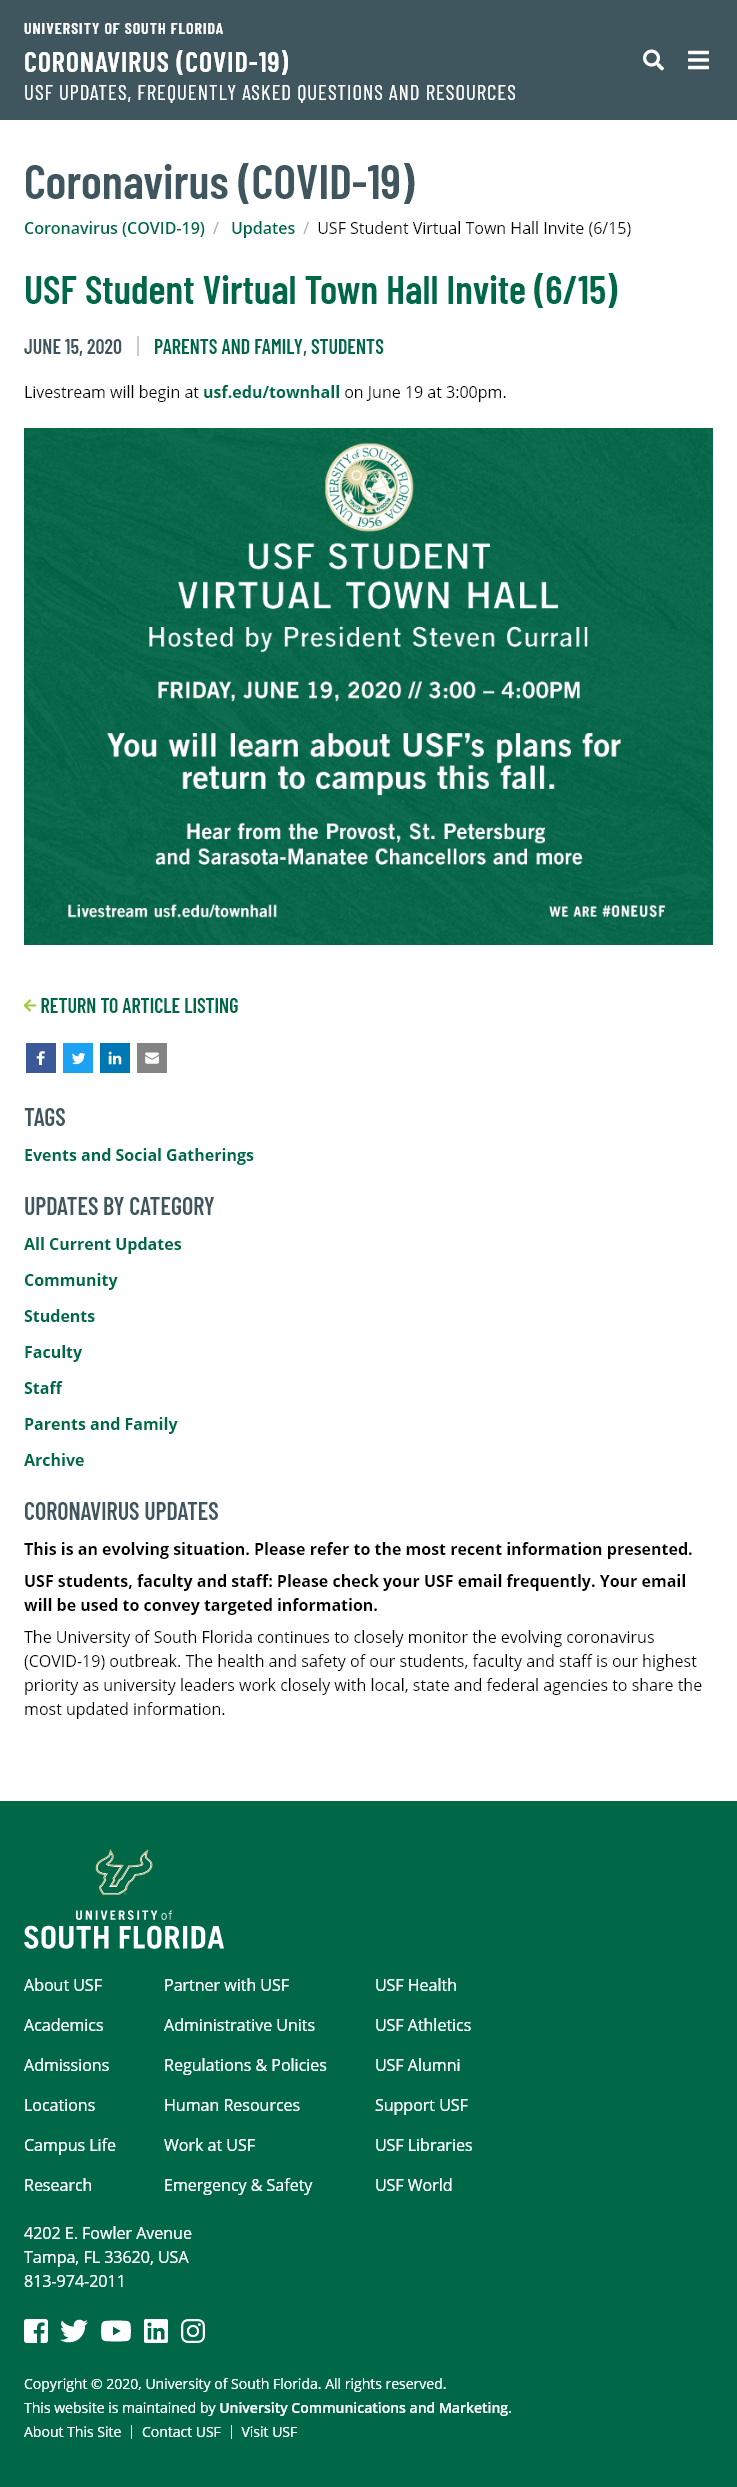 UNIVERSITY OF SOUTH FLORIDA
CORONAVIRUS (COVID-19)
USF UPDATES, FREQUENTLY ASKED QUESTIONS AND RESOURCES
Coronavirus (COVID-19)
Coronavirus (COVID-19) / Updates / USF Student Virtual Town Hall Invite (6/15)
USF Student Virtual Town Hall Invite (6/15)
JUNE 15, 2020 | PARENTS AND FAMILY, STUDENTS
Livestream will begin at usf.edu/townhall on June 19 at 3:00pm.
UNIVERSITY of SOUTH FLORIDA
TRUTH WISDOM
1956
USF STUDENT
VIRTUAL TOWN HALL
Hosted by President Steven Currall
FRIDAY, JUNE 19, 2020 // 3:00 – 4:00PM
You will learn about USF’s plans for
return to campus this fall.
Hear from the Provost, St. Petersburg
and Sarasota-Manatee Chancellors and more
Livestream usf.edu/townhall WE ARE #ONEUSF
RETURN TO ARTICLE LISTING
TAGS
Events and Social Gatherings
UPDATES BY CATEGORY
All Current Updates
Community
Students
Faculty
Staff
Parents and Family
Archive
CORONAVIRUS UPDATES
This is an evolving situation. Please refer to the most recent information presented.
USF students, faculty and staff: Please check your USF email frequently. Your email
will be used to convey targeted information.
The University of South Florida continues to closely monitor the evolving coronavirus
(COVID-19) outbreak. The health and safety of our students, faculty and staff is our highest
priority as university leaders work closely with local, state and federal agencies to share the
most updated information.
UNIVERSITY of
SOUTH FLORIDA
About USF Partner with USF USF Health
Academics Administrative Units USF Athletics
Admissions Regulations & Policies USF Alumni
Locations Human Resources Support USF
Campus Life Work at USF USF Libraries
Research Emergency & Safety USF World
4202 E. Fowler Avenue
Tampa, FL 33620, USA
813-974-2011
Copyright © 2020, University of South Florida. All rights reserved.
This website is maintained by University Communications and Marketing.
About This Site | Contact USF | Visit USF